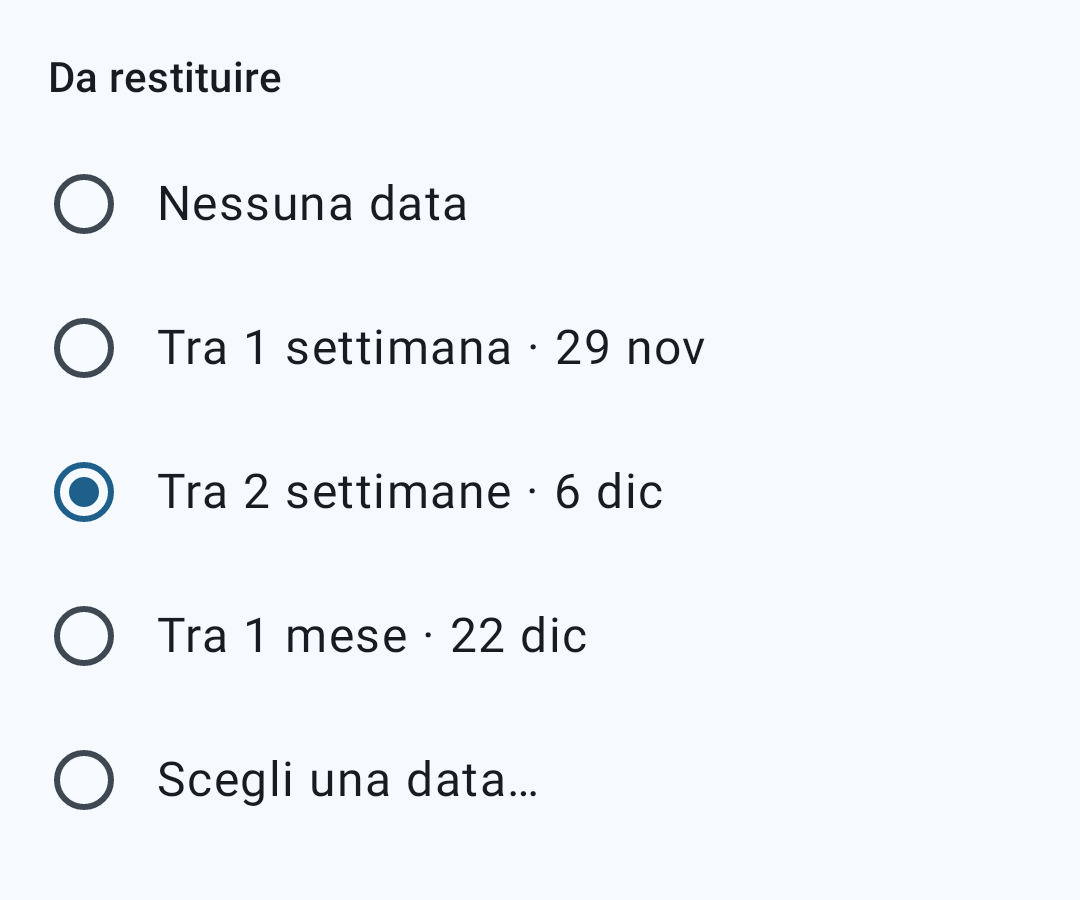 Da restituire
Nessuna data
Tra 1 settimana · 29 nov
Tra 2 settimane · 6 dic
Tra 1 mese · 22 dic
Scegli una data…